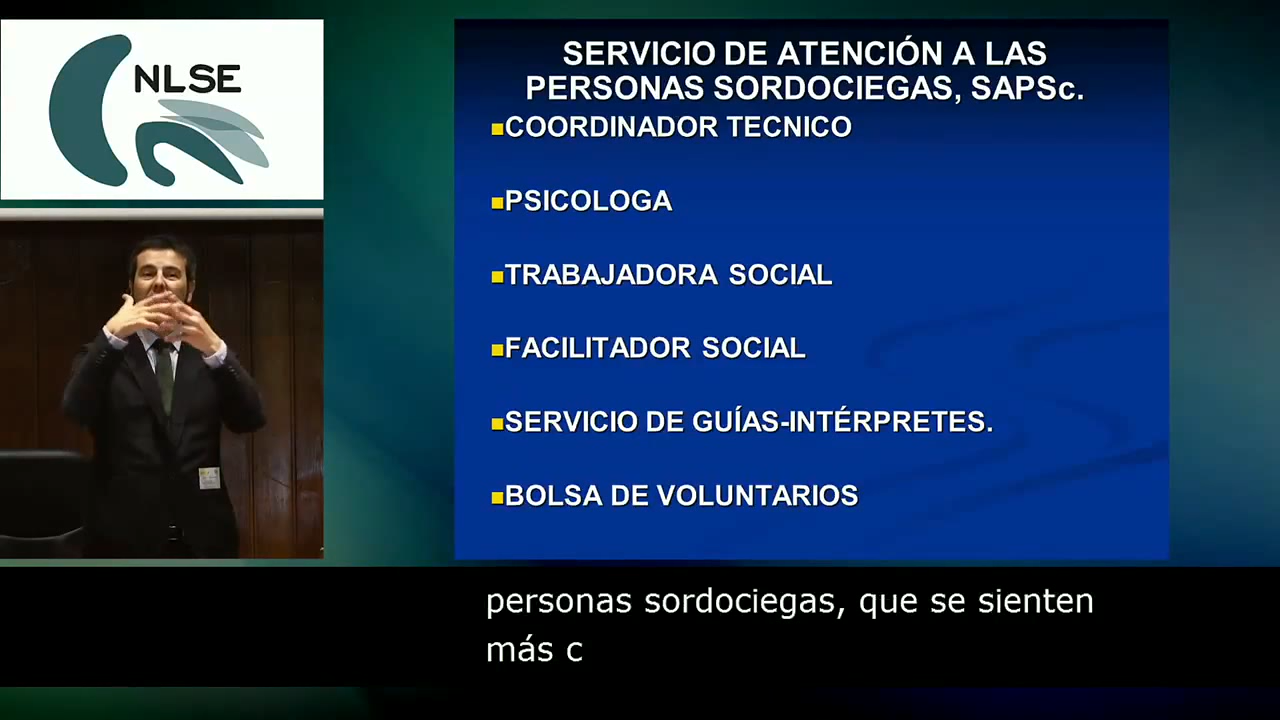 CNLSE
SERVICIO DE ATENCIÓN A LAS
PERSONAS SORDOCIEGAS, SAPSc.
COORDINADOR TECNICO
PSICOLOGA
TRABAJADORA SOCIAL
FACILITADOR SOCIAL
SERVICIO DE GUÍAS-INTÉRPRETES.
BOLSA DE VOLUNTARIOS
personas sordociegas, que se sienten
más c